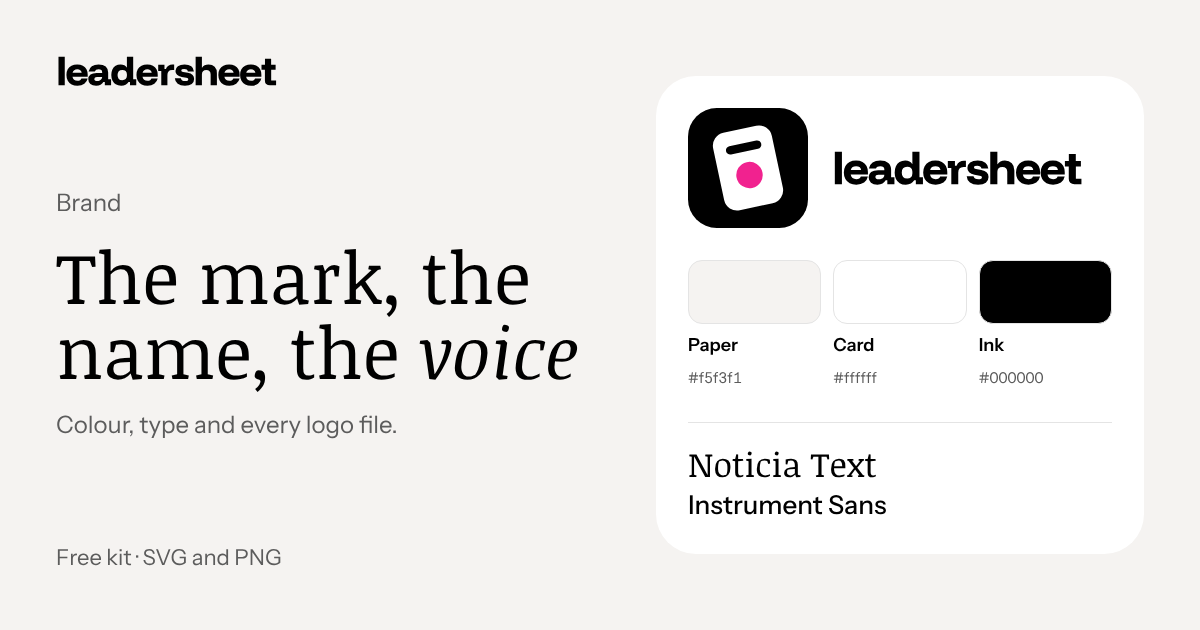 leadersheet
Brand
The mark, the
name, the voice
Colour, type and every logo file.
Free kit · SVG and PNG
leadersheet
Paper
#f5f3f1
Card
#ffffff
Ink
#000000
Noticia Text
Instrument Sans